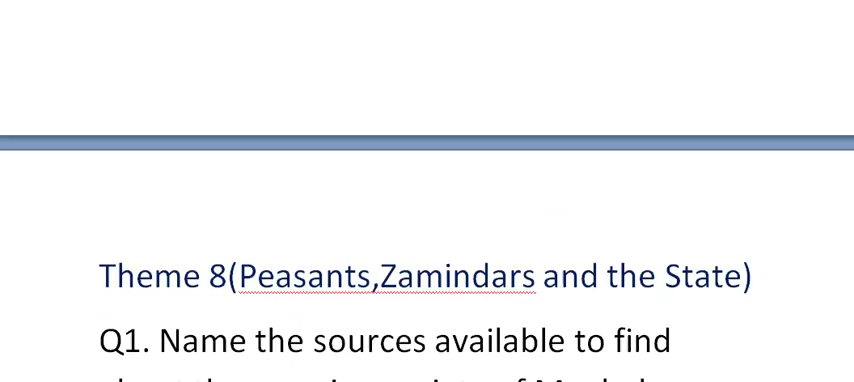 Theme 8(Peasants,Zamindars and the State)
Q1. Name the sources available to find